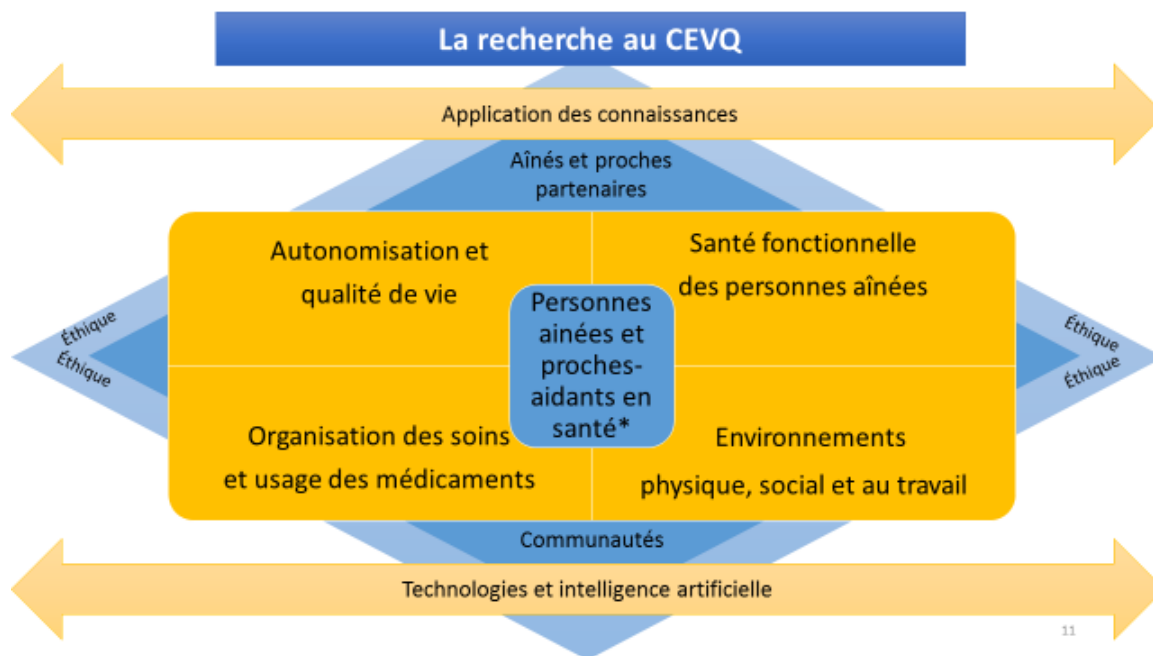 La recherche au CEVQ
Application des connaissances
Aînés et proches
partenaires
Autonomisation et
qualité de vie
Santé fonctionnelle
des personnes aînées
Personnes
ainées et
proches-
aidants en
santé*
Éthique
Éthique
Éthique
Éthique
Organisation des soins
et usage des médicaments
Environnements
physique, social et au travail
Communautés
Technologies et intelligence artificielle
11